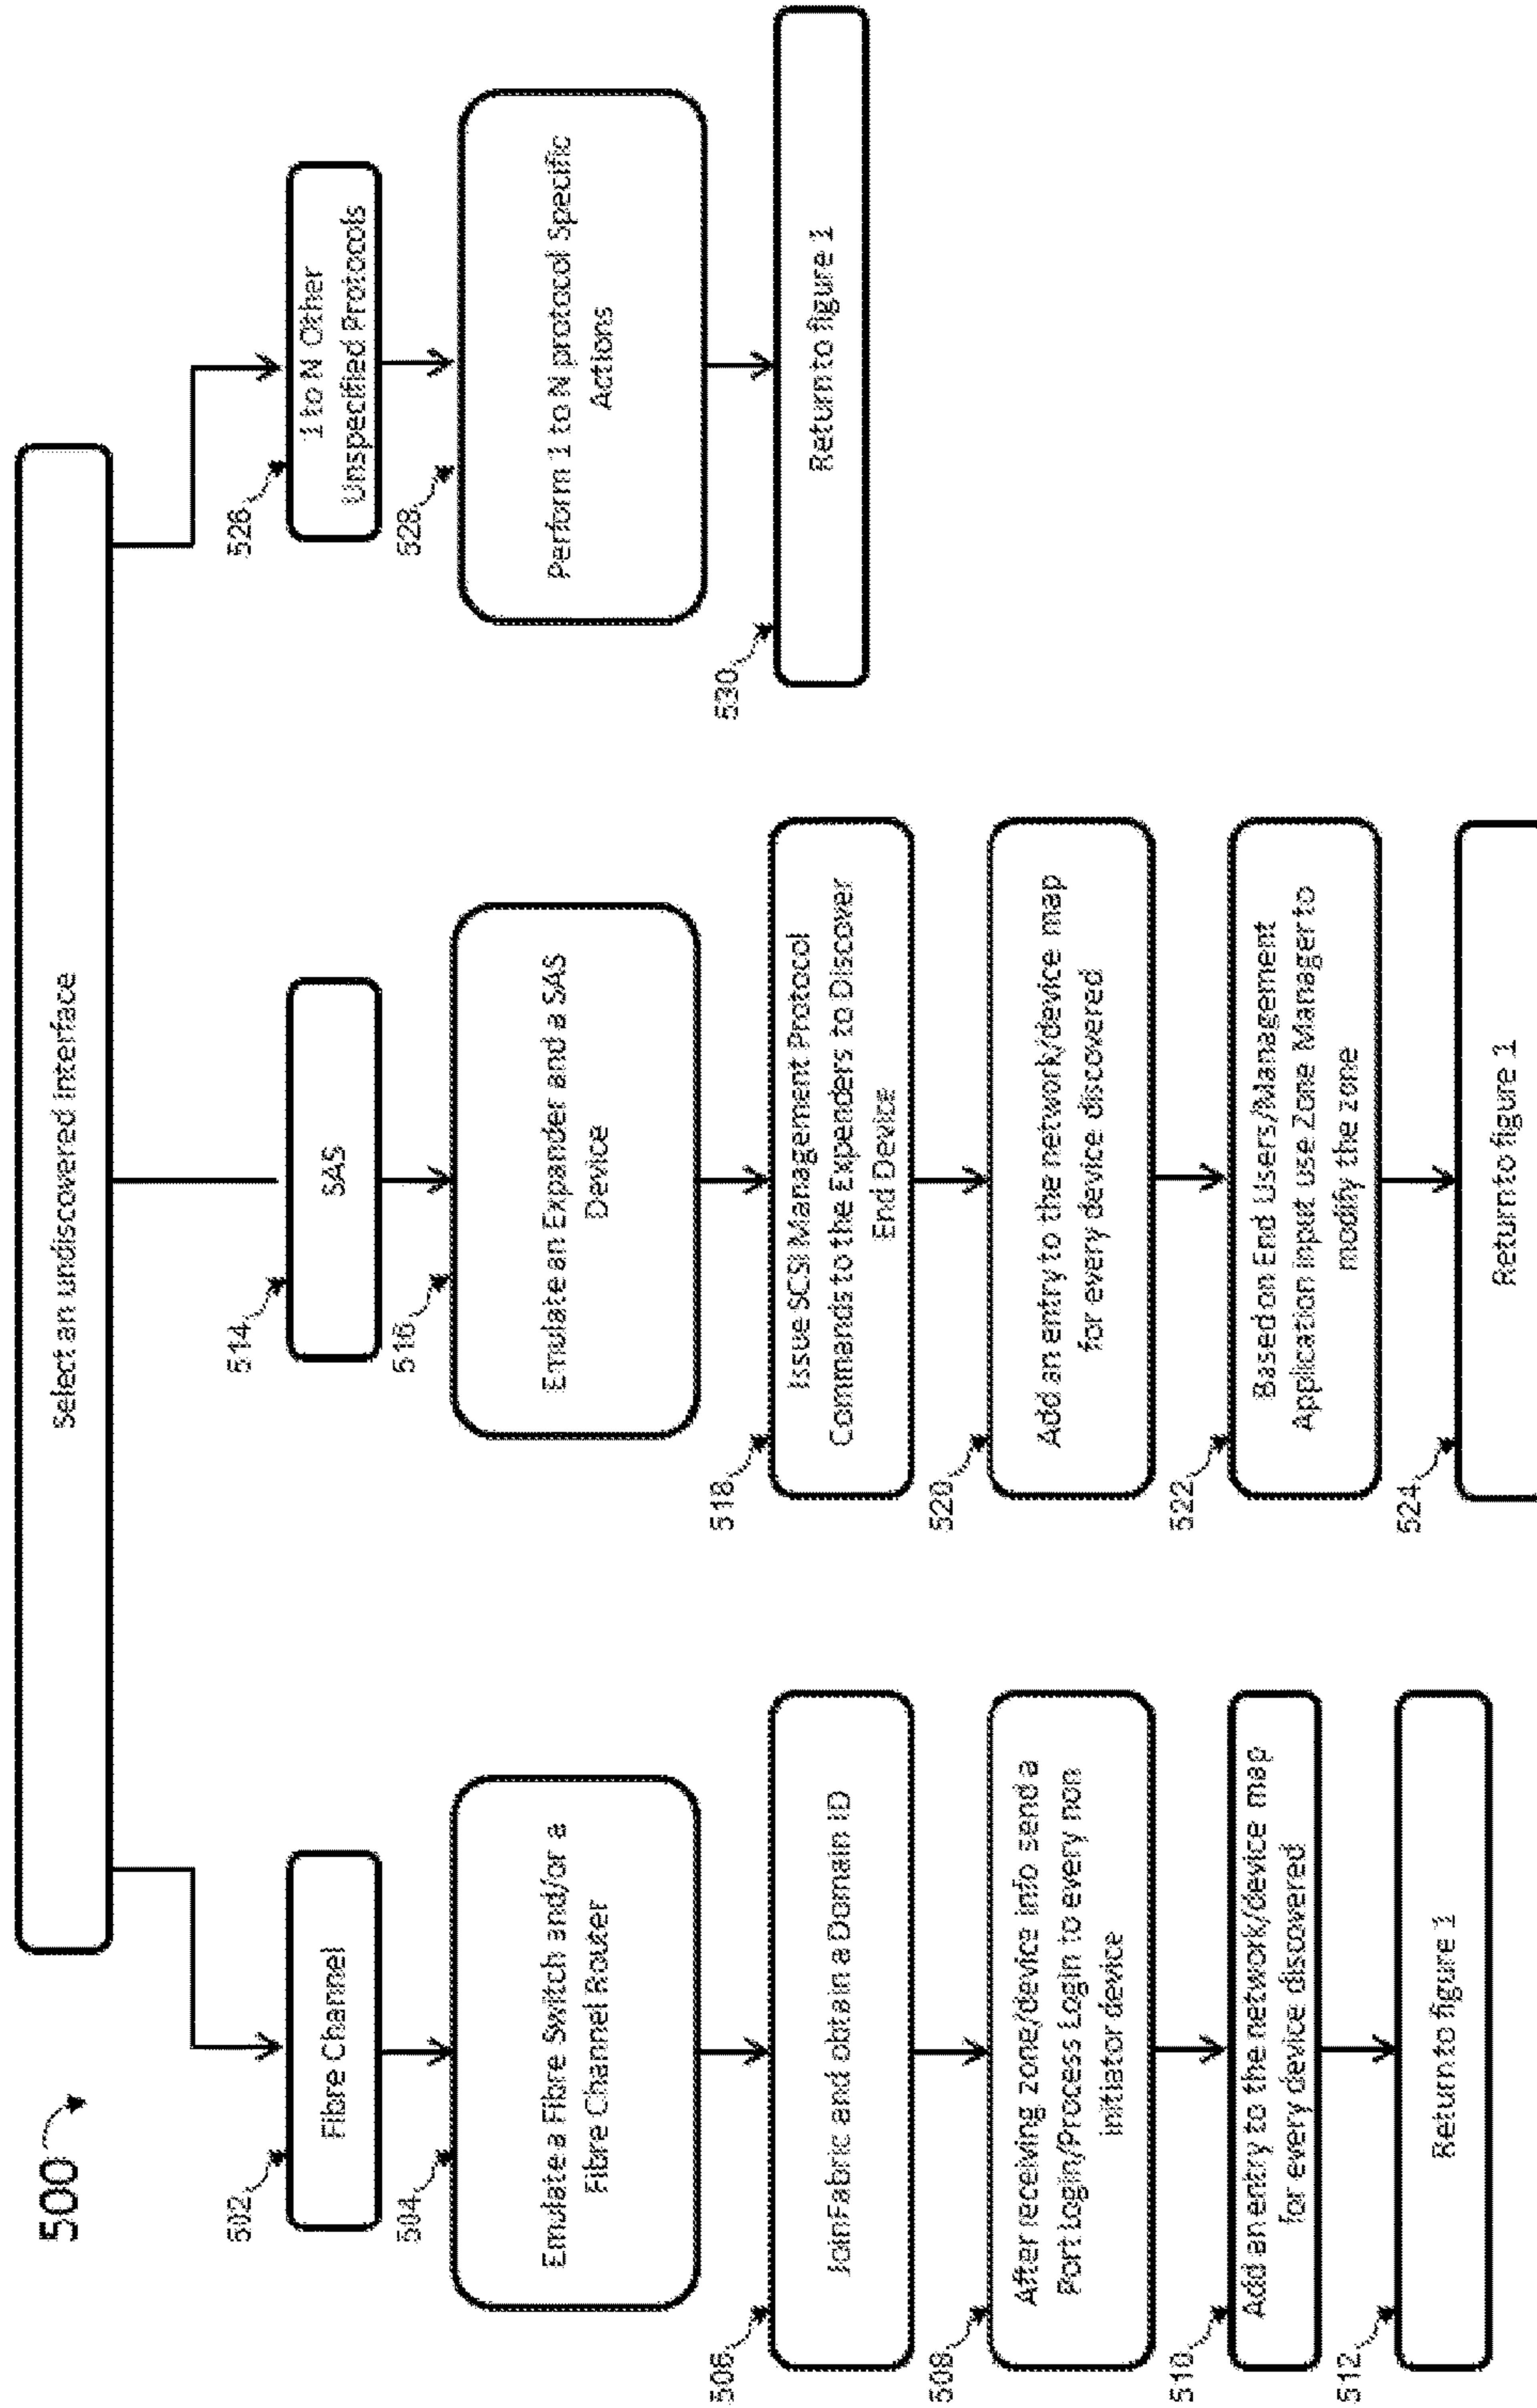 500
Select an undiscovered interface
502
Fibre Channel
504
Emulate a Fibre Switch and/or a
Fibre Channel Router
506
Join Fabric and obtain a Domain ID
508
After receiving zone/device info send a
Port Login/Process Login to every non
initiator device
510
Add an entry to the network/device map
for every device discovered
512
Return to figure 1
514
SAS
516
Emulate an Expander and a SAS
Device
518
Issue SCSI Management Protocol
Commands to the Expenders to Discover
End Device
520
Add an entry to the network/device map
for every device discovered
522
Based on End Users/Management
Application input use Zone Manager to
modify the zone
524
Return to figure 1
526
1 to N Other
Unspecified Protocols
528
Perform 1 to N protocol Specific
Actions
530
Return to figure 1